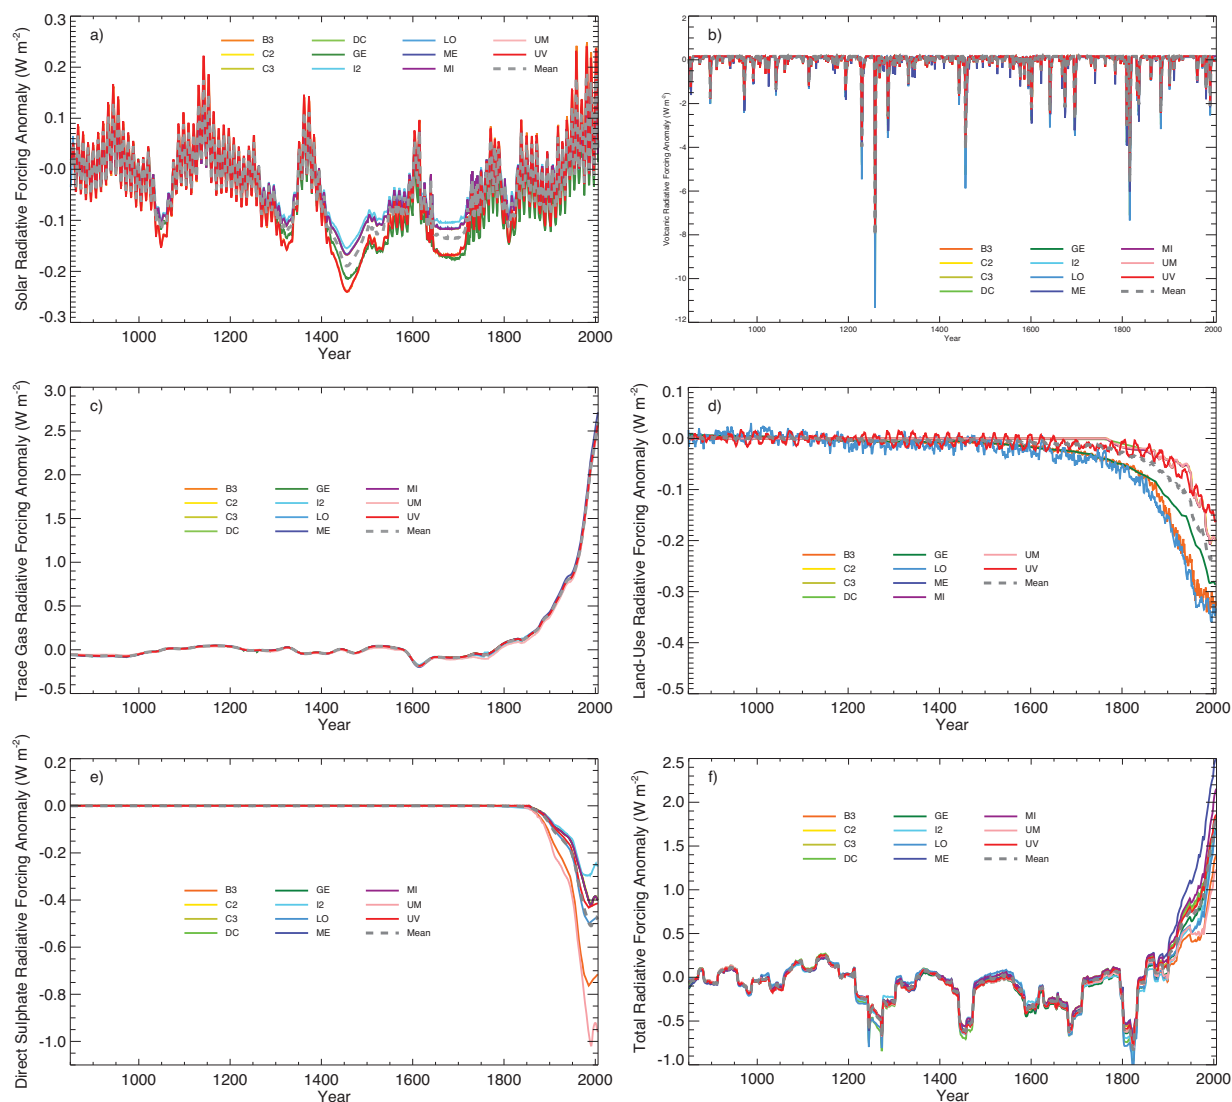 a)
Solar Radiative Forcing Anomaly (W m-2)
0.3
0.2
0.1
-0.0
-0.1
-0.2
-0.3
B3 DC LO UM
C2 GE ME UV
C3 I2 MI Mean
1000 1200 1400 1600 1800 2000
Year
b)
Volcanic Radiative Forcing Anomaly (W m-2)
2
0
-2
-4
-6
-8
-10
-12
B3 GE MI
C2 I2 UM
C3 LO UV
DC ME Mean
1000 1200 1400 1600 1800 2000
Year
c)
Trace Gas Radiative Forcing Anomaly (W m-2)
3.0
2.5
2.0
1.5
1.0
0.5
0.0
-0.5
B3 GE MI
C2 I2 UM
C3 LO UV
DC ME Mean
1000 1200 1400 1600 1800 2000
Year
d)
Land-Use Radiative Forcing Anomaly (W m-2)
0.1
0.0
-0.1
-0.2
-0.3
-0.4
-0.5
B3 GE UM
C2 LO UV
C3 ME Mean
DC MI
1000 1200 1400 1600 1800 2000
Year
e)
Direct Sulphate Radiative Forcing Anomaly (W m-2)
0.2
0.0
-0.2
-0.4
-0.6
-0.8
-1.0
B3 GE MI
C2 I2 UM
C3 LO UV
DC ME Mean
1000 1200 1400 1600 1800 2000
Year
f)
Total Radiative Forcing Anomaly (W m-2)
2.5
2.0
1.5
1.0
0.5
0.0
-0.5
-1.0
B3 GE MI
C2 I2 UM
C3 LO UV
DC ME Mean
1000 1200 1400 1600 1800 2000
Year